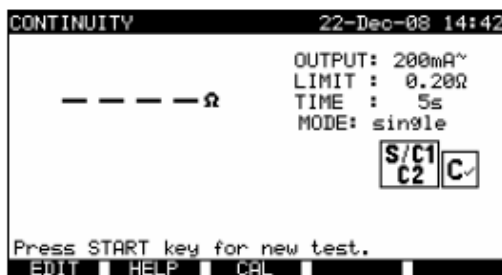 CONTINUITY 22-Dec-08 14:42
OUTPUT: 200mA~
LIMIT : 0.20Ω
TIME : 5s
MODE: single
– – – – Ω
S/C1
C2
C✓
Press START key for new test.
EDIT HELP CAL